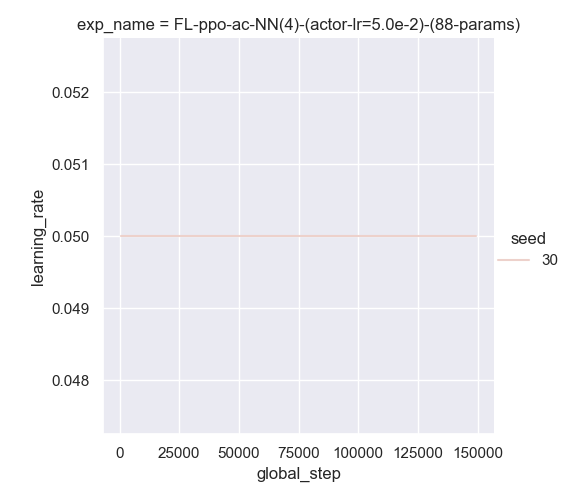 exp_name = FL-ppo-ac-NN(4)-(actor-lr=5.0e-2)-(88-params)
0.052
0.051
0.050
0.049
0.048
learning_rate
0 25000 50000 75000 100000 125000 150000
global_step
seed
30